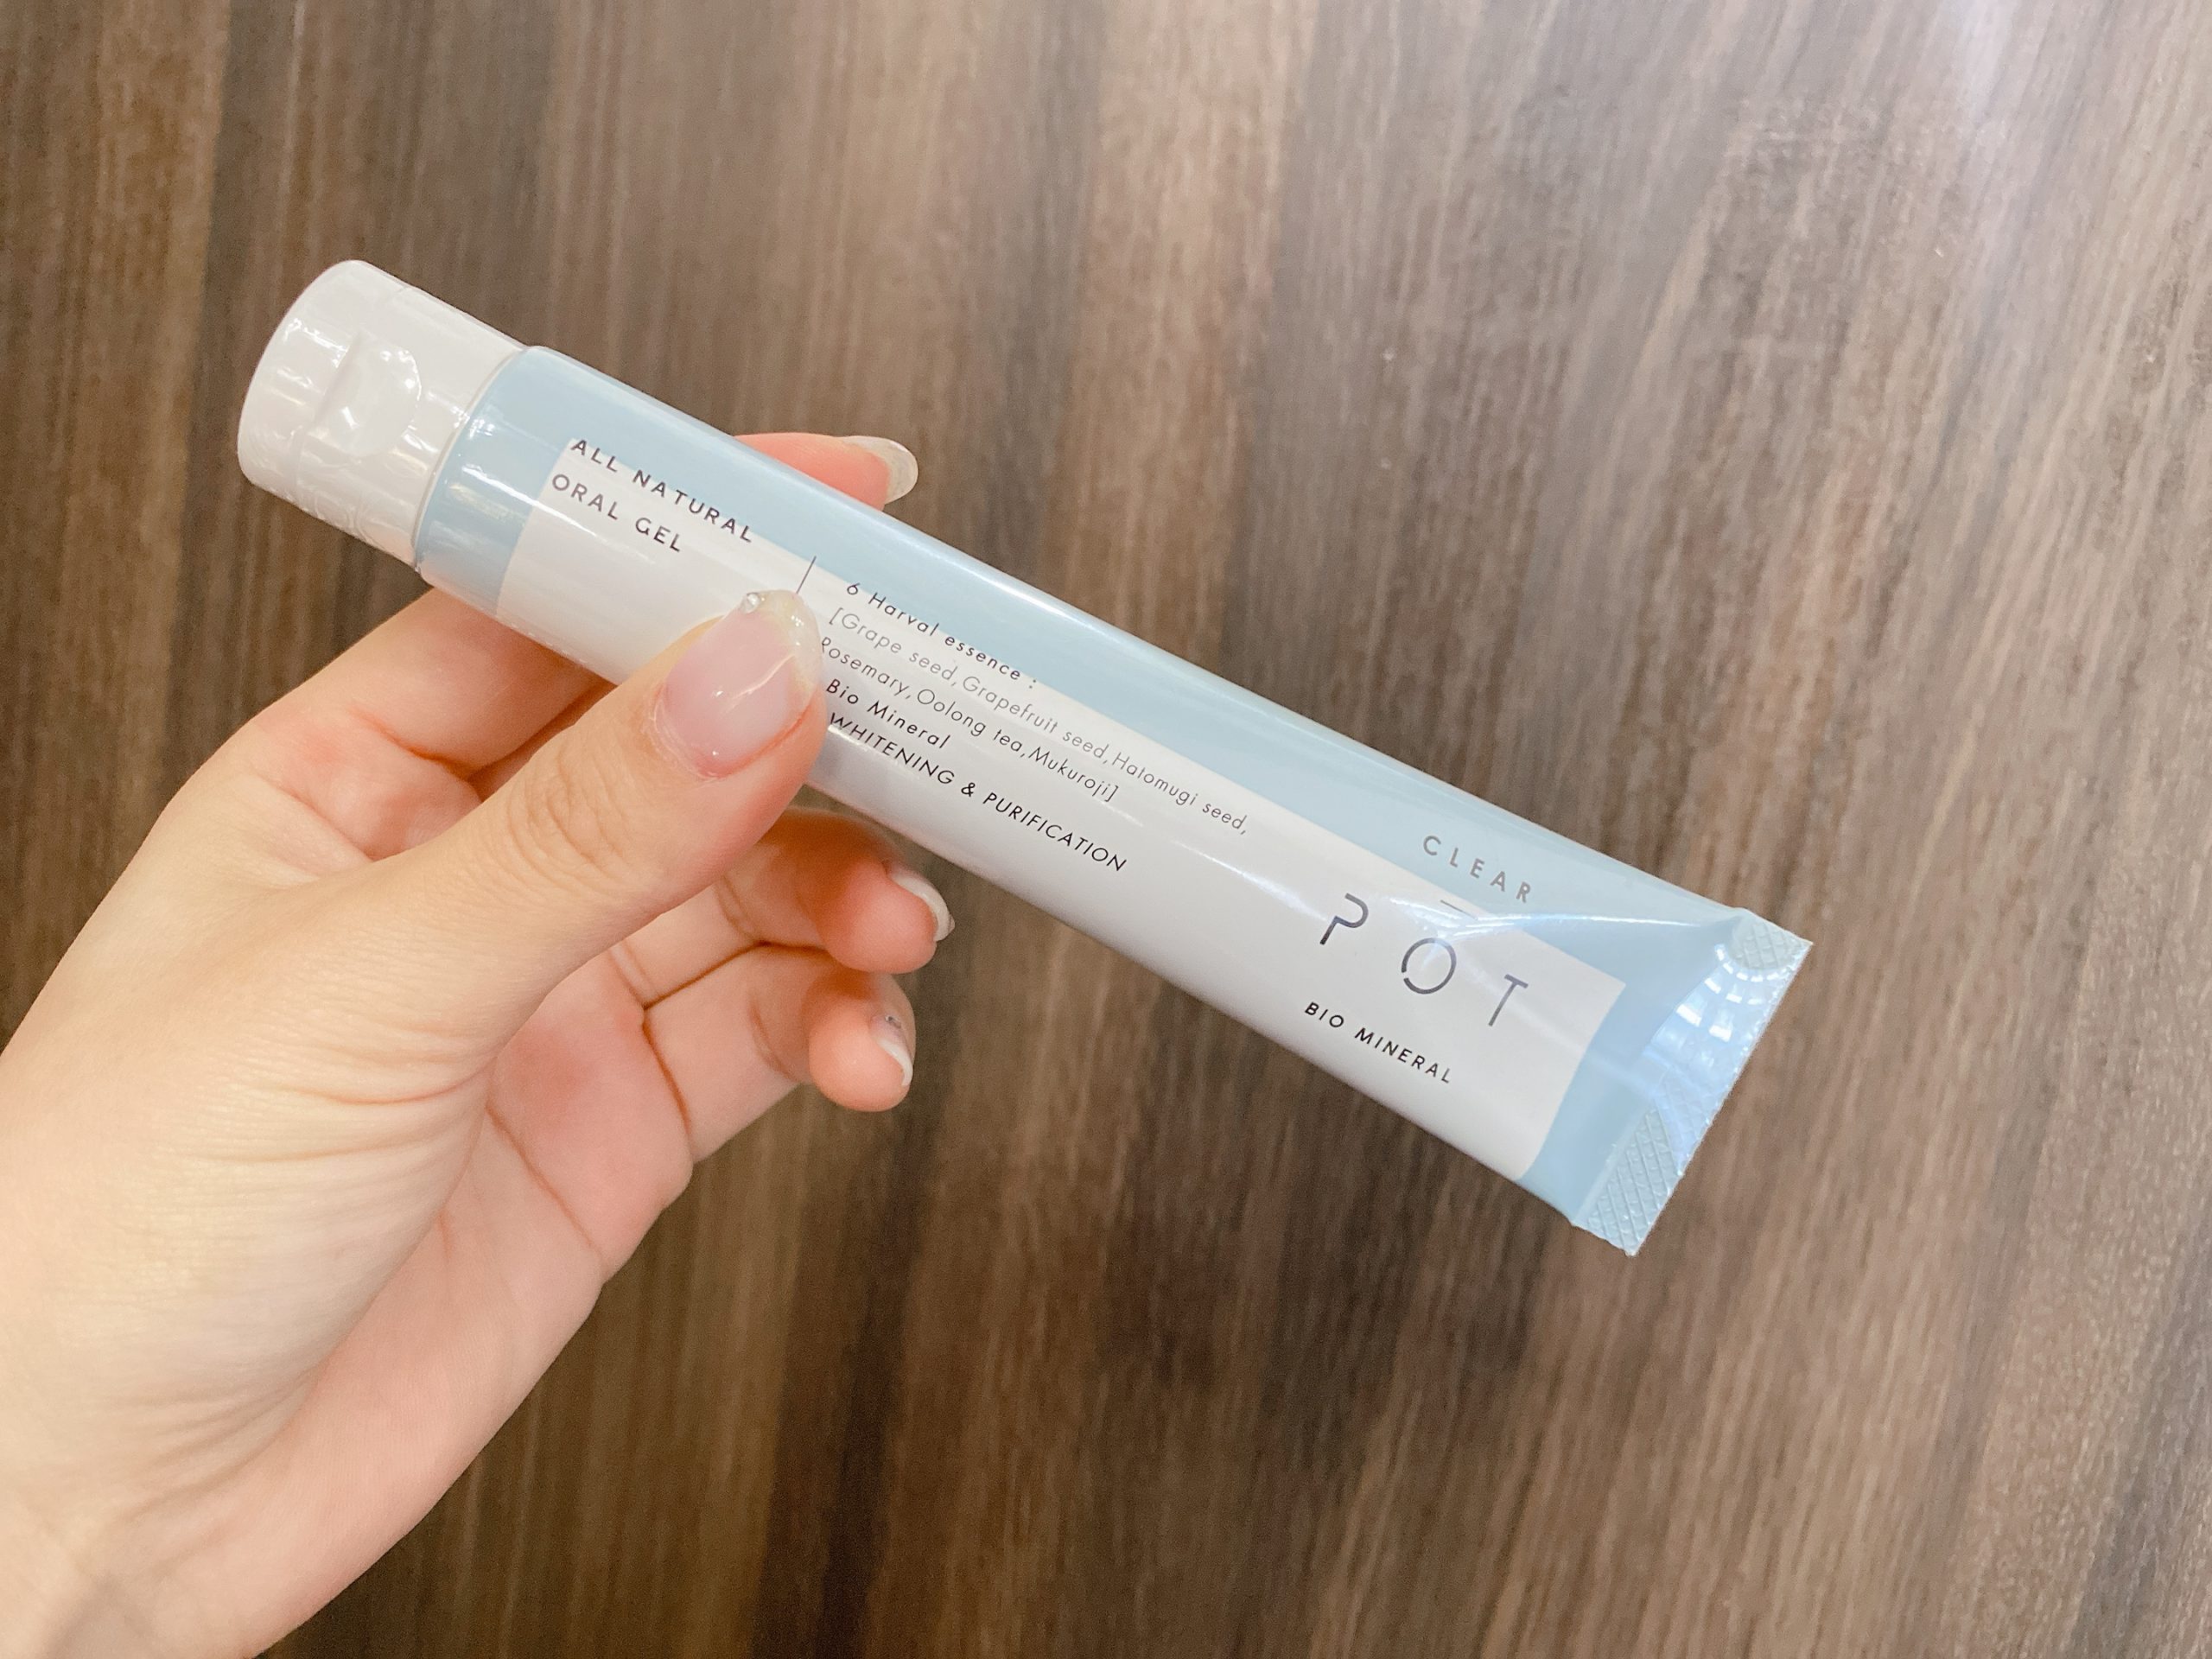 ALL NATURAL
ORAL GEL
6 Harval essence :
[Grape seed, Grapefruit seed, Hatomugi seed,
Rosemary, Oolong tea, Mukuroji]
Bio Mineral
WHITENING & PURIFICATION
CLEAR
PŌT
BIO MINERAL